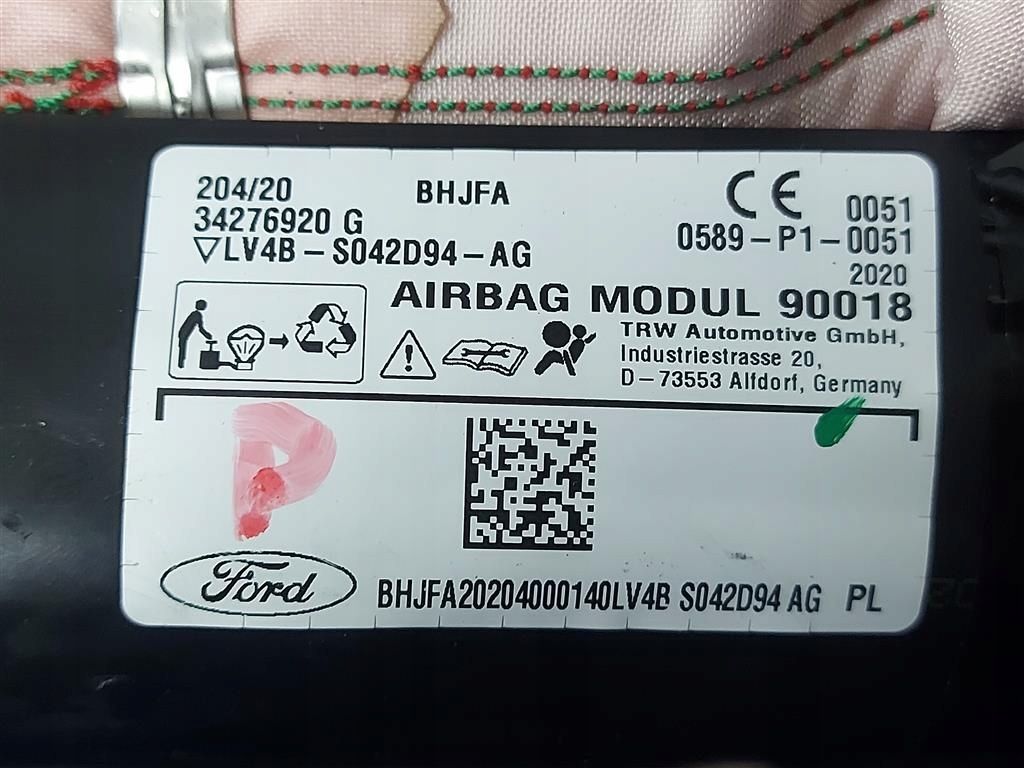 204/20 BHJFA
34276920 G
▽LV4B-S042D94-AG
CE 0051
0589-P1-0051
2020
AIRBAG MODUL 90018
TRW Automotive GmbH,
Industriestrasse 20,
D-73553 Alfdorf, Germany
P
Ford
BHJFA20204000140LV4B S042D94 AG PL